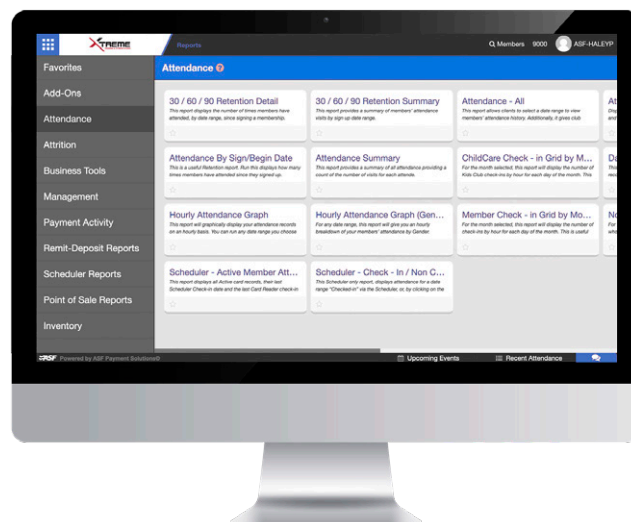 XTREME
Reports
Members 9000 ASF-HALEYP
Favorites
Add-Ons
Attendance
Attrition
Business Tools
Management
Payment Activity
Remit-Deposit Reports
Scheduler Reports
Point of Sale Reports
Inventory
Attendance
30 / 60 / 90 Retention Detail
This report displays the number of times members have
attended, by date range, since signing a membership.
30 / 60 / 90 Retention Summary
This report provides a summary of members' attendance
visits by sign up date range.
Attendance - All
This report allows clients to select a date range to view
members' attendance history. Additionally, it gives club
Attendance By Sign/Begin Date
This is a useful Retention report. Run this displays how many
times members have attended since they signed up.
Attendance Summary
This report provides a summary of all attendance providing a
count of the number of visits for each attends.
ChildCare Check - in Grid by M...
For the month selected, this report will display the number of
Kids Club check-ins by hour for each day of the month. This
Hourly Attendance Graph
This report will graphically display your attendance records
on an hourly basis. You can run any date range you choose
Hourly Attendance Graph (Gen...
For any date range, this report will give you an hourly
breakdown of your members' attendance by Gender.
Member Check - in Grid by Mo...
For the month selected, this report will display the number of
check-ins by hour for each day of the month. This is useful
Scheduler - Active Member Att...
This report displays all Active card records, their last
Scheduler Check-in date and the last Card Reader check-in
Scheduler - Check - In / Non C...
This Scheduler only report, displays attendance for a date
range "Checked-in" via the Scheduler, or, by clicking on the
ASF Powered by ASF Payment Solutions©
Upcoming Events
Recent Attendance